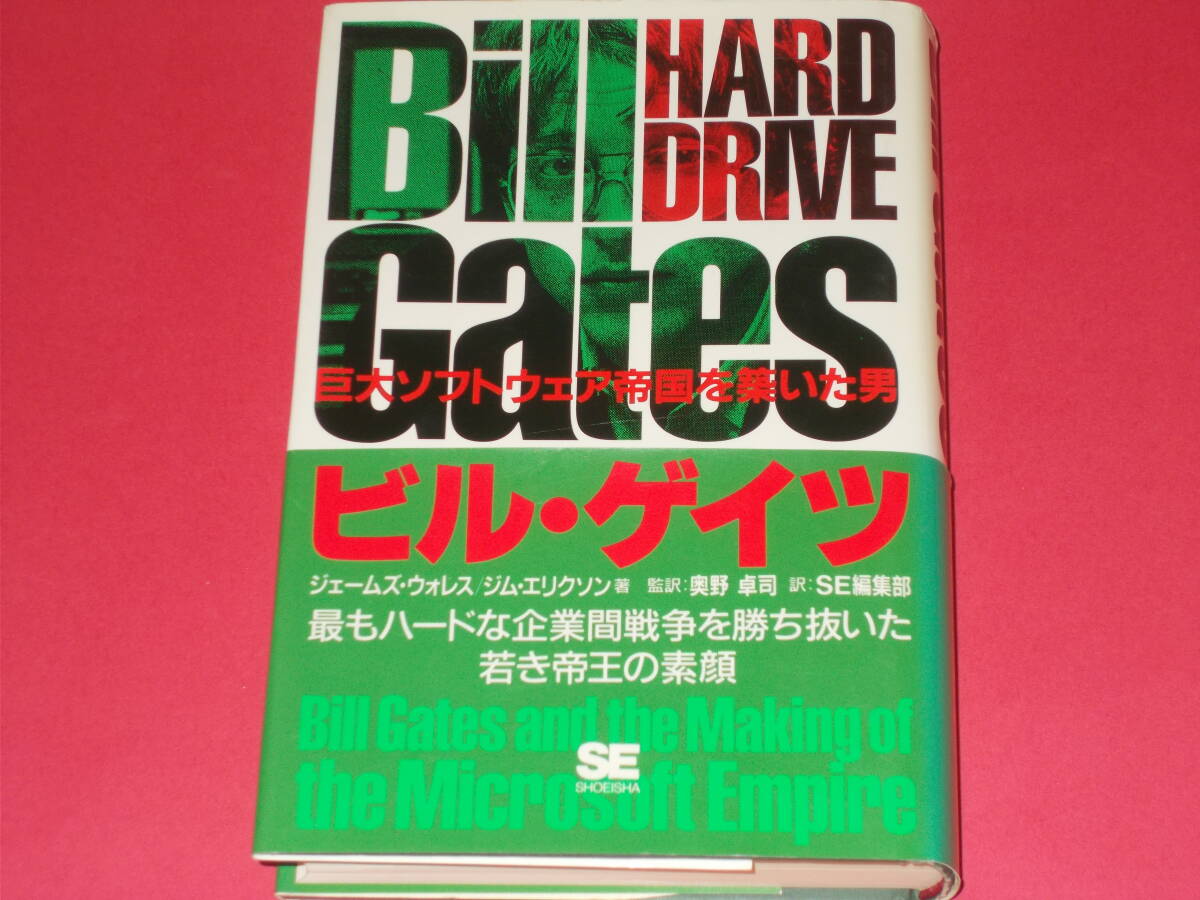 Bill
HARD
DRIVE
Gates
巨大ソフトウェア帝国を築いた男
ビル・ゲイツ
ジェームズ・ウォレス/ジム・エリクソン著 監訳:奥野 卓司 訳:SE編集部
最もハードな企業間戦争を勝ち抜いた
若き帝王の素顔
Bill Gates and the Making of
the Microsoft Empire
SE
SHOEISHA